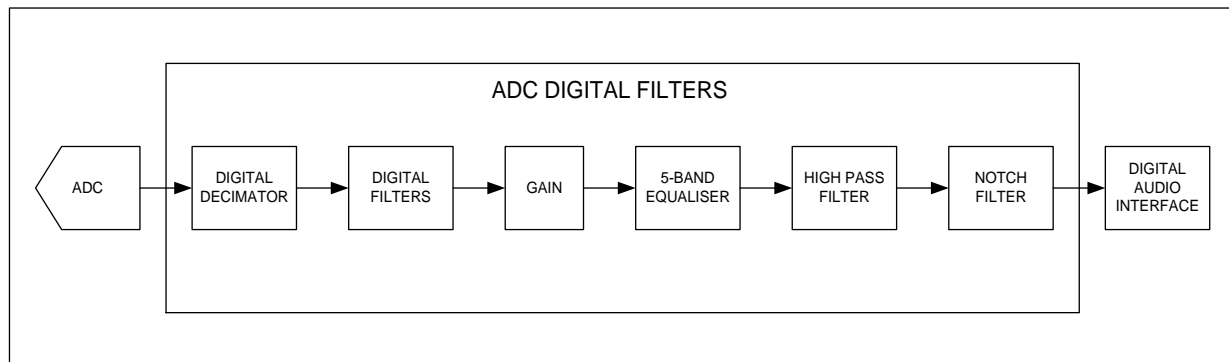 ADC DIGITAL FILTERS
ADC
DIGITAL
DECIMATOR
DIGITAL
FILTERS
GAIN
5-BAND
EQUALISER
HIGH PASS
FILTER
NOTCH
FILTER
DIGITAL
AUDIO
INTERFACE